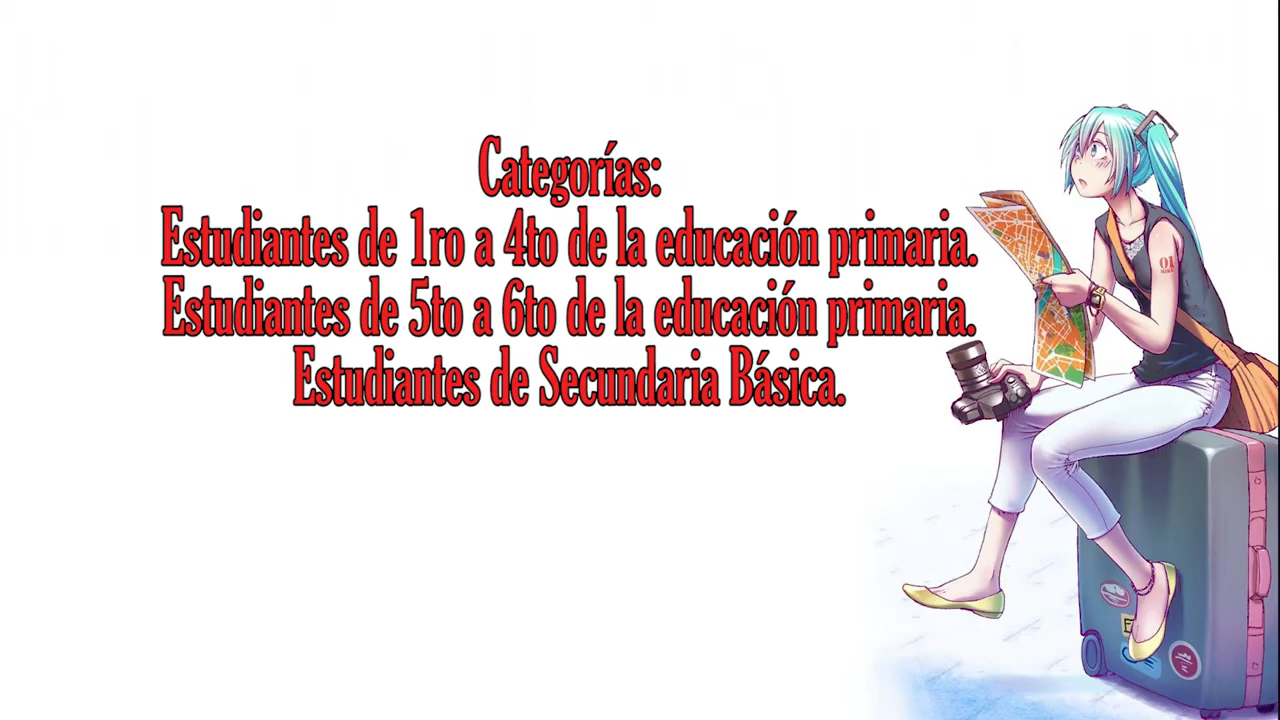 Categorías:
Estudiantes de 1ro a 4to de la educación primaria.
Estudiantes de 5to a 6to de la educación primaria.
Estudiantes de Secundaria Básica.
01